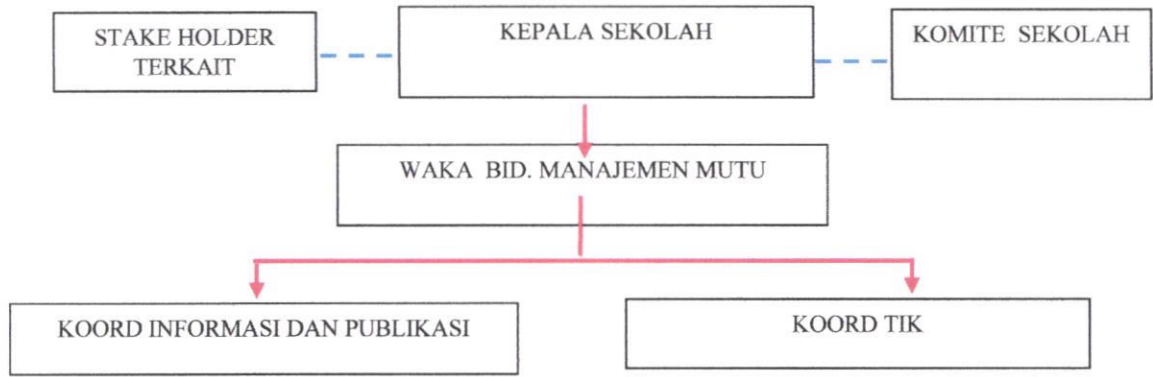 STAKE HOLDER
TERKAIT
KEPALA SEKOLAH
KOMITE SEKOLAH
WAKA BID. MANAJEMEN MUTU
KOORD INFORMASI DAN PUBLIKASI
KOORD TIK